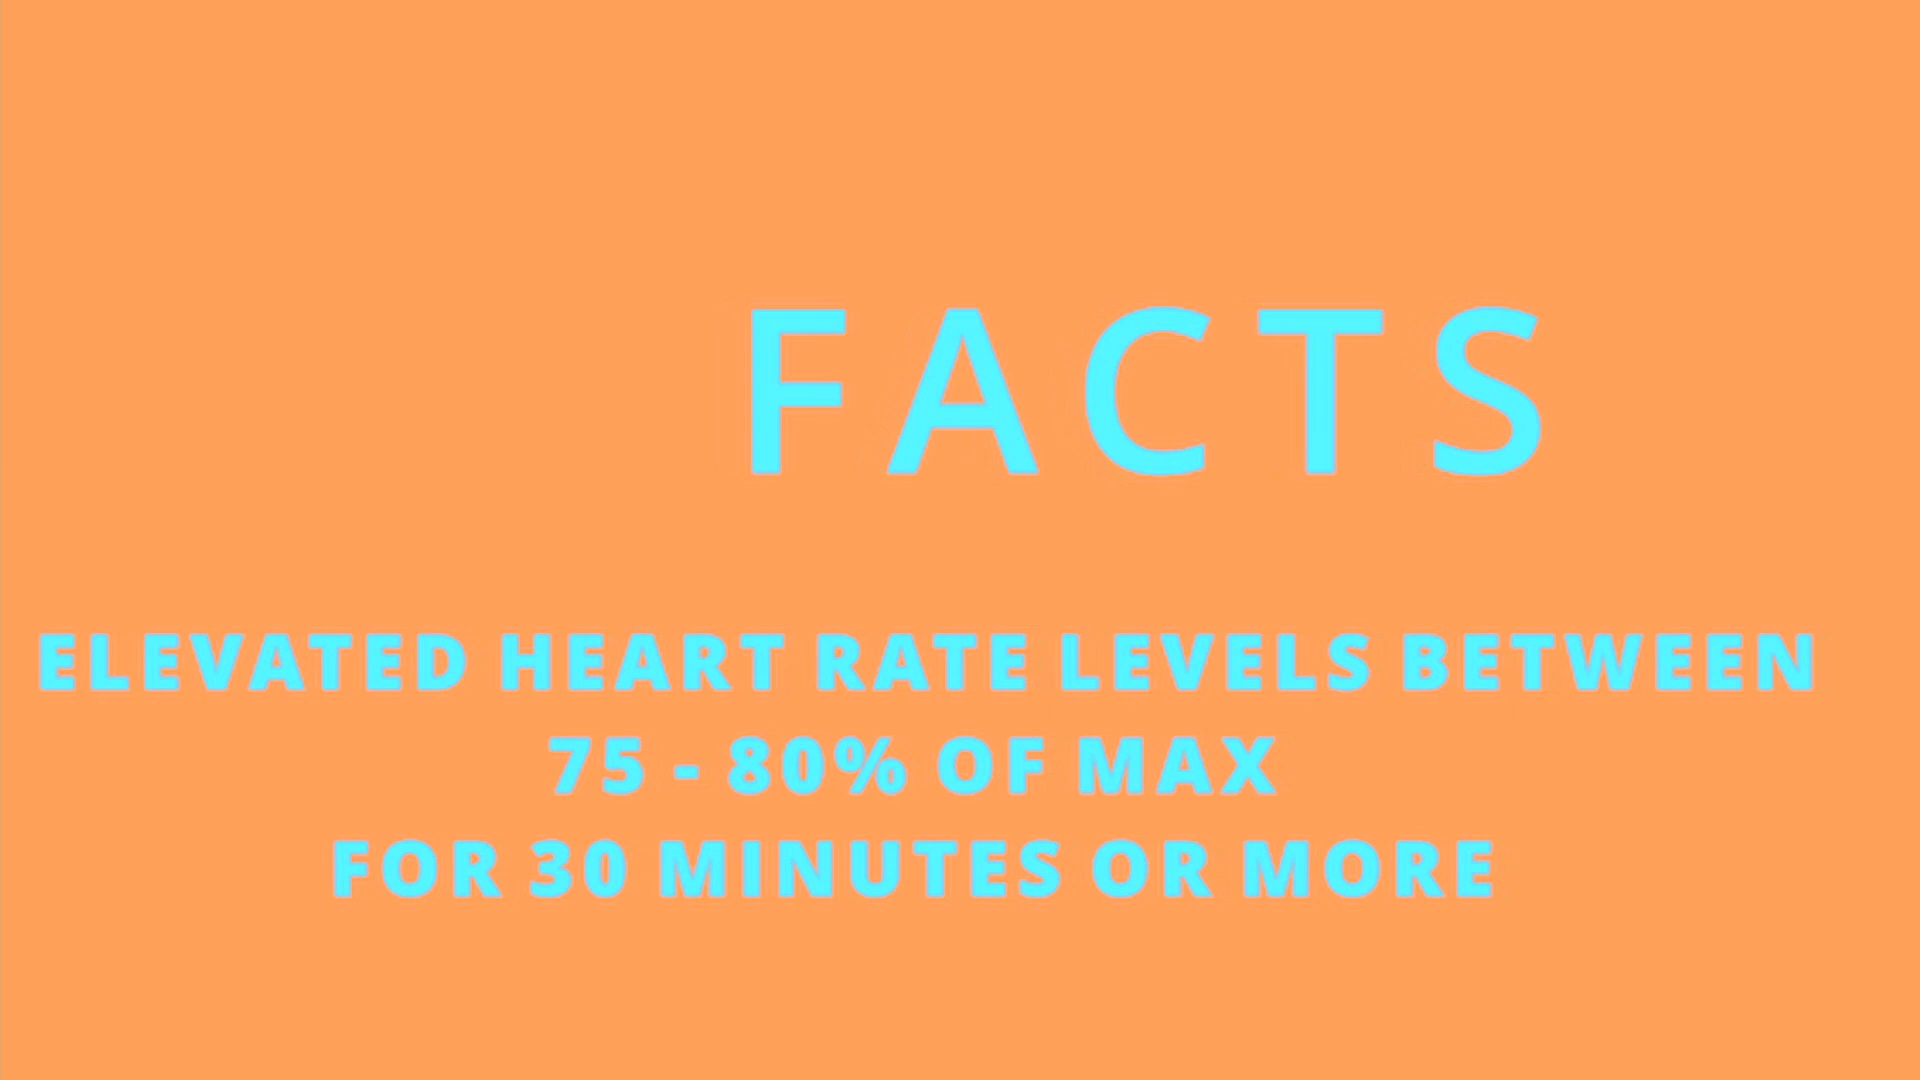 FACTS
ELEVATED HEART RATE LEVELS BETWEEN
75 - 80% OF MAX
FOR 30 MINUTES OR MORE